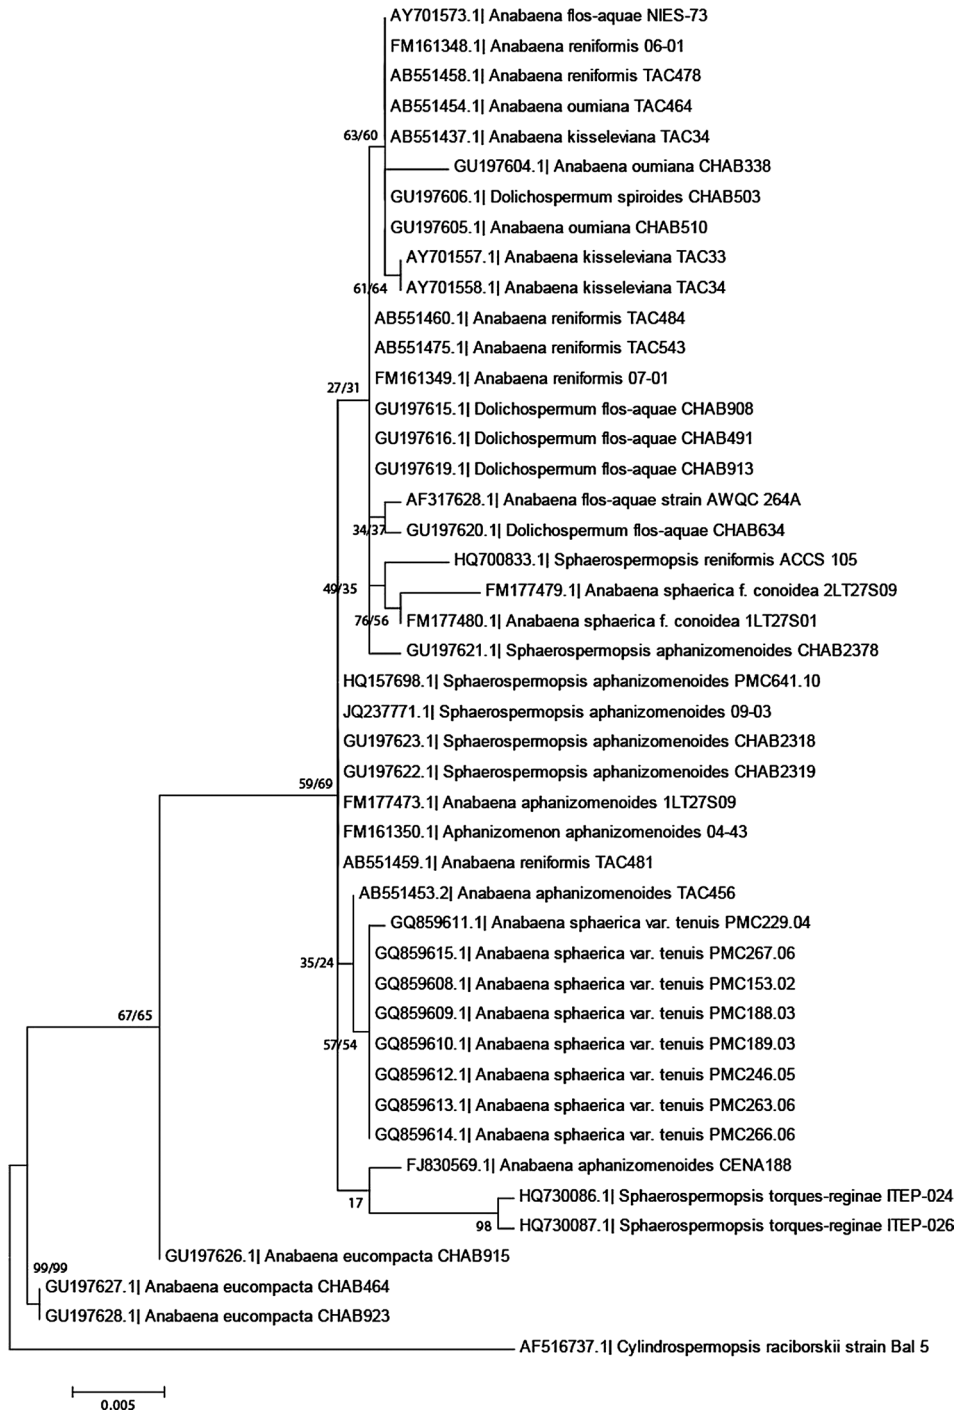 AY701573.1| Anabaena flos-aquae NIES-73
FM161348.1| Anabaena reniformis 06-01
AB551458.1| Anabaena reniformis TAC478
AB551454.1| Anabaena oumiana TAC464
63/60
AB551437.1| Anabaena kisseleviana TAC34
GU197604.1| Anabaena oumiana CHAB338
GU197606.1| Dolichospermum spiroides CHAB503
GU197605.1| Anabaena oumiana CHAB510
AY701557.1| Anabaena kisseleviana TAC33
61/64
AY701558.1| Anabaena kisseleviana TAC34
AB551460.1| Anabaena reniformis TAC484
AB551475.1| Anabaena reniformis TAC543
FM161349.1| Anabaena reniformis 07-01
27/31
GU197615.1| Dolichospermum flos-aquae CHAB908
GU197616.1| Dolichospermum flos-aquae CHAB491
GU197619.1| Dolichospermum flos-aquae CHAB913
AF317628.1| Anabaena flos-aquae strain AWQC 264A
34/37
GU197620.1| Dolichospermum flos-aquae CHAB634
HQ700833.1| Sphaerospermopsis reniformis ACCS 105
49/35
FM177479.1| Anabaena sphaerica f. conoidea 2LT27S09
76/56
FM177480.1| Anabaena sphaerica f. conoidea 1LT27S01
GU197621.1| Sphaerospermopsis aphanizomenoides CHAB2378
HQ157698.1| Sphaerospermopsis aphanizomenoides PMC641.10
JQ237771.1| Sphaerospermopsis aphanizomenoides 09-03
GU197623.1| Sphaerospermopsis aphanizomenoides CHAB2318
GU197622.1| Sphaerospermopsis aphanizomenoides CHAB2319
59/69
FM177473.1| Anabaena aphanizomenoides 1LT27S09
FM161350.1| Aphanizomenon aphanizomenoides 04-43
AB551459.1| Anabaena reniformis TAC481
AB551453.2| Anabaena aphanizomenoides TAC456
GQ859611.1| Anabaena sphaerica var. tenuis PMC229.04
GQ859615.1| Anabaena sphaerica var. tenuis PMC267.06
35/24
GQ859608.1| Anabaena sphaerica var. tenuis PMC153.02
GQ859609.1| Anabaena sphaerica var. tenuis PMC188.03
67/65
57/54
GQ859610.1| Anabaena sphaerica var. tenuis PMC189.03
GQ859612.1| Anabaena sphaerica var. tenuis PMC246.05
GQ859613.1| Anabaena sphaerica var. tenuis PMC263.06
GQ859614.1| Anabaena sphaerica var. tenuis PMC266.06
FJ830569.1| Anabaena aphanizomenoides CENA188
17
HQ730086.1| Sphaerospermopsis torques-reginae ITEP-024
98
HQ730087.1| Sphaerospermopsis torques-reginae ITEP-026
GU197626.1| Anabaena eucompacta CHAB915
99/99
GU197627.1| Anabaena eucompacta CHAB464
GU197628.1| Anabaena eucompacta CHAB923
AF516737.1| Cylindrospermopsis raciborskii strain Bal 5
0.005